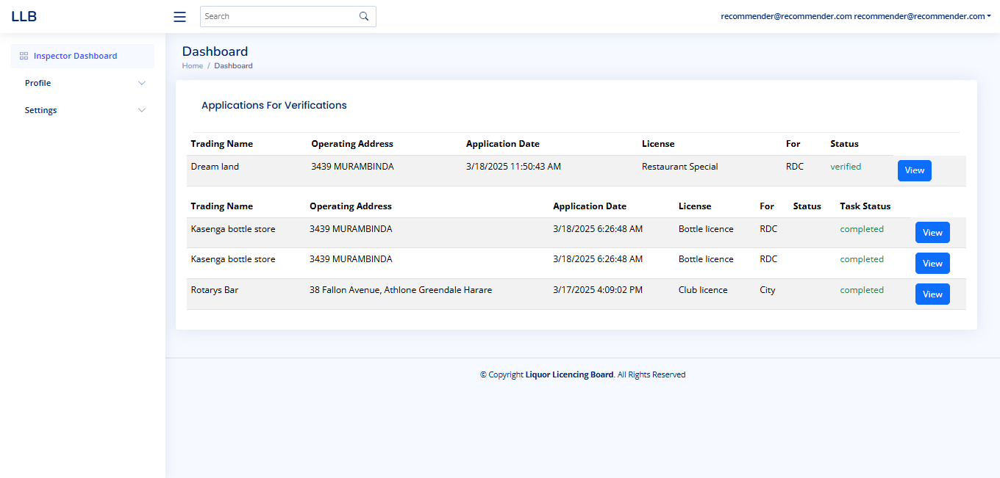 LLB
Search
recommender@recommender.com recommender@recommender.com
Inspector Dashboard
Profile
Settings
Dashboard
Home / Dashboard
Applications For Verifications
Trading Name Operating Address Application Date License For Status
Dream land 3439 MURAMBINDA 3/18/2025 11:50:43 AM Restaurant Special RDC verified View
Trading Name Operating Address Application Date License For Status Task Status
Kasenga bottle store 3439 MURAMBINDA 3/18/2025 6:26:48 AM Bottle licence RDC completed View
Kasenga bottle store 3439 MURAMBINDA 3/18/2025 6:26:48 AM Bottle licence RDC completed View
Rotarys Bar 38 Fallon Avenue, Athlone Greendale Harare 3/17/2025 4:09:02 PM Club licence City completed View
© Copyright Liquor Licencing Board. All Rights Reserved